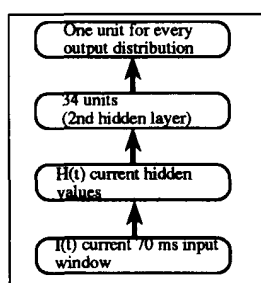 One unit for every
output distribution
34 units
(2nd hidden layer)
H(t) current hidden
values
I(t) current 70 ms input
window